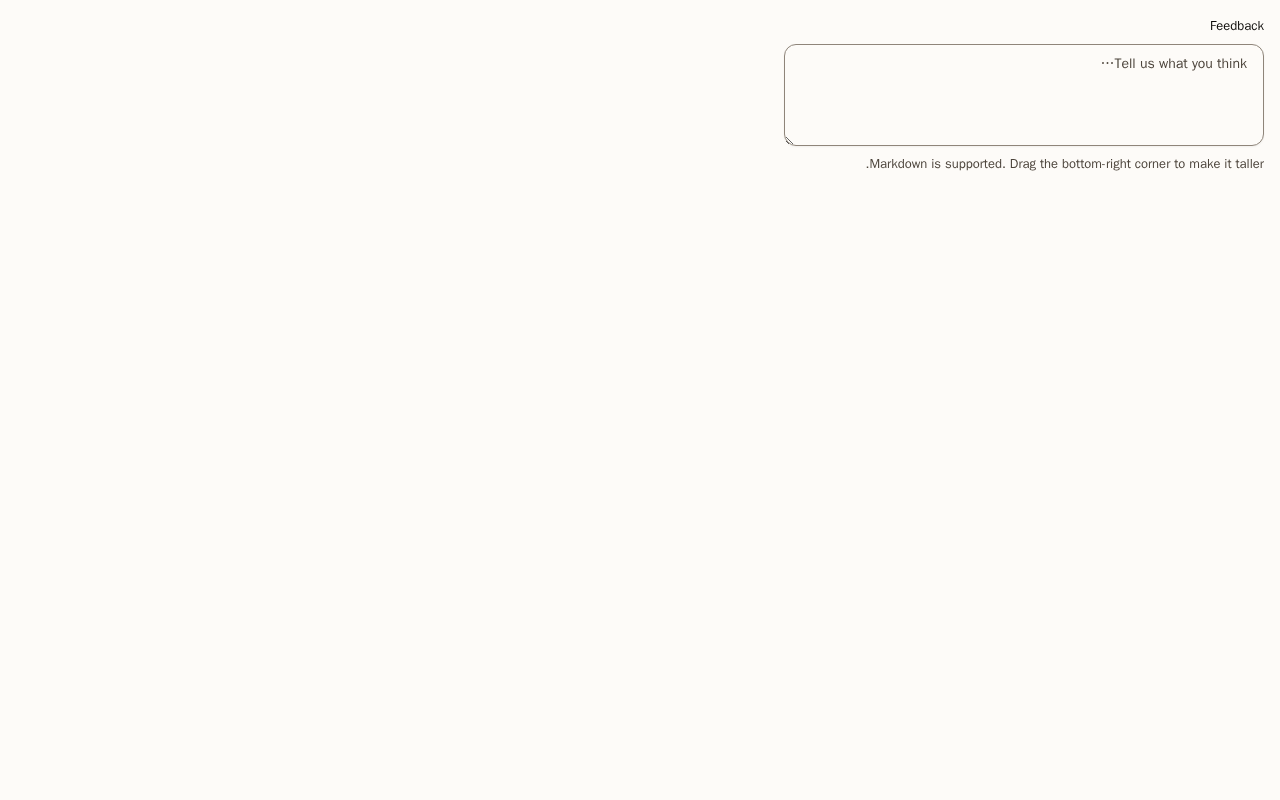 Feedback
Tell us what you think…
Markdown is supported. Drag the bottom-right corner to make it taller.